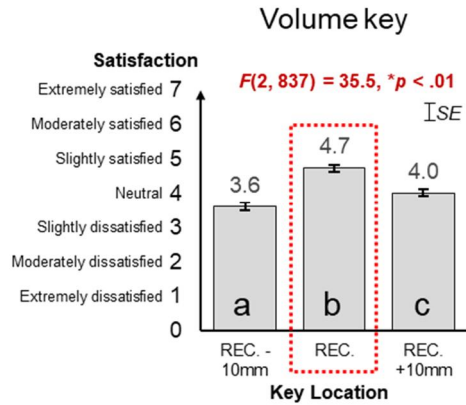 Volume key
Satisfaction
F(2, 837) = 35.5, *p < .01
Extremely satisfied 7
SE
Moderately satisfied 6
Slightly satisfied 5
4.7
Neutral 4
3.6
4.0
Slightly dissatisfied 3
Moderately dissatisfied 2
Extremely dissatisfied 1
a b c
0
REC. -
10mm
REC.
REC.
+10mm
Key Location